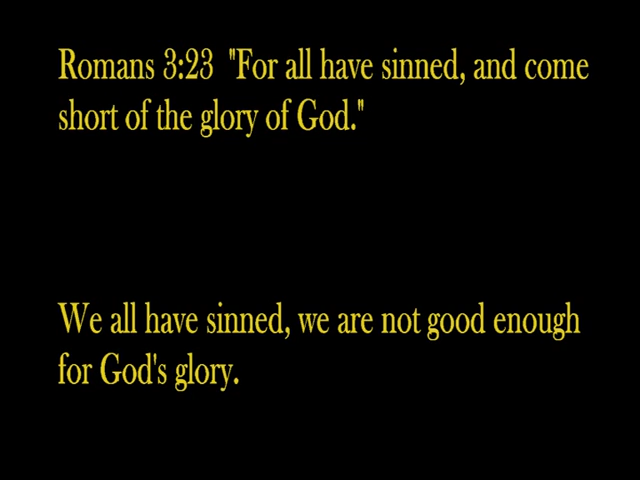 Romans 3:23  "For all have sinned, and come
short of the glory of God."
We all have sinned, we are not good enough
for God's glory.